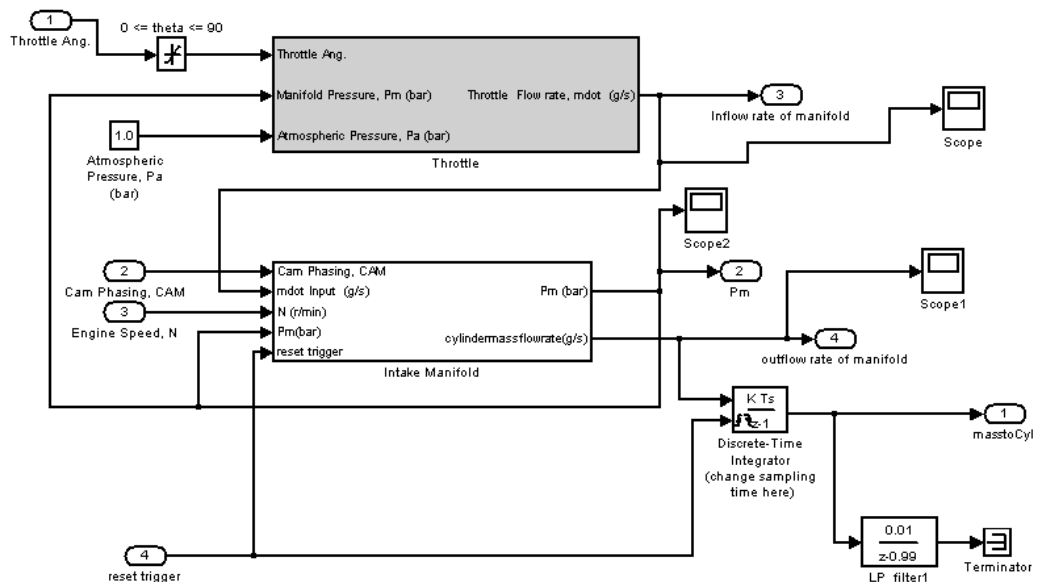 1
Throttle Ang.
0 <= theta <= 90
Throttle Ang.
Manifold Pressure, Pm (bar)
Throttle Flow rate, mdot (g/s)
Atmospheric Pressure, Pa (bar)
Throttle
3
Inflow rate of manifold
Scope
1.0
Atmospheric
Pressure, Pa
(bar)
Scope2
2
Cam Phasing, CAM
3
Engine Speed, N
Cam Phasing, CAM
mdot Input (g/s)
N (r/min)
Pm(bar)
reset trigger
Pm (bar)
cylindermassflowrate(g/s)
Intake Manifold
2
Pm
Scope1
4
outflow rate of manifold
K Ts
z-1
Discrete-Time
Integrator
(change sampling
time here)
1
masstoCyl
4
reset trigger
0.01
z-0.99
LP_filter1
Terminator